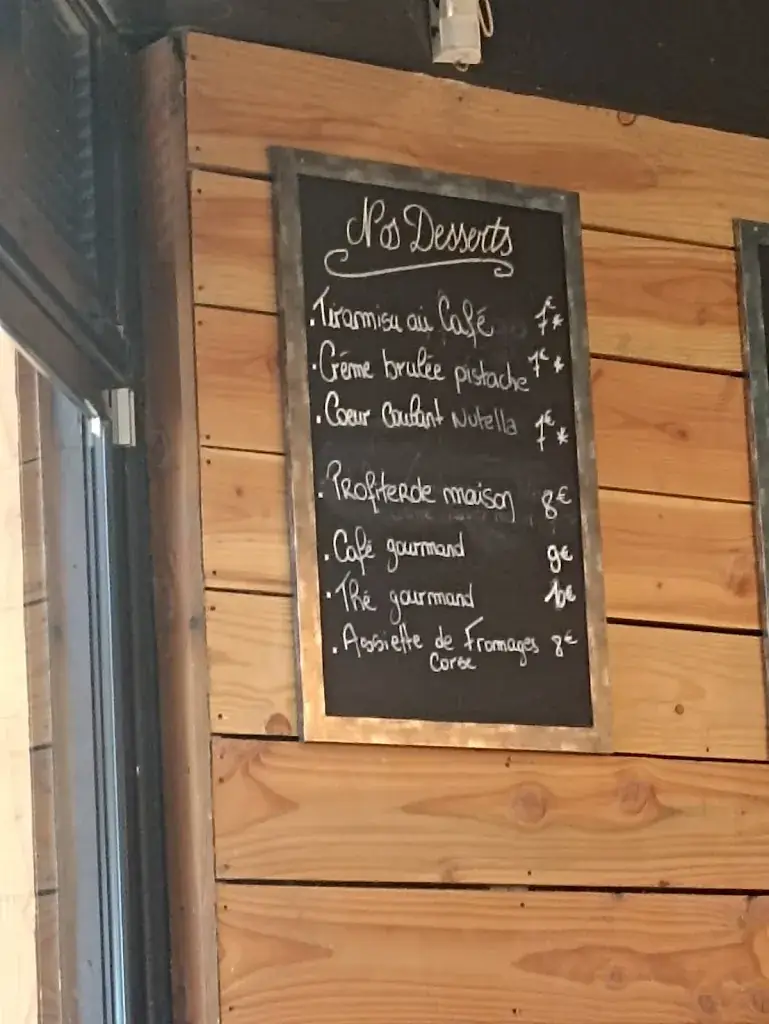 Nos Desserts
. Tiramisu au Café 7€*
. Crème brulée pistache 7€*
. Coeur Coulant Nutella 7€*
. Profiterole maison 8€
. Café gourmand 9€
. Thé gourmand 10€
. Assiette de Fromages 8€
Corse